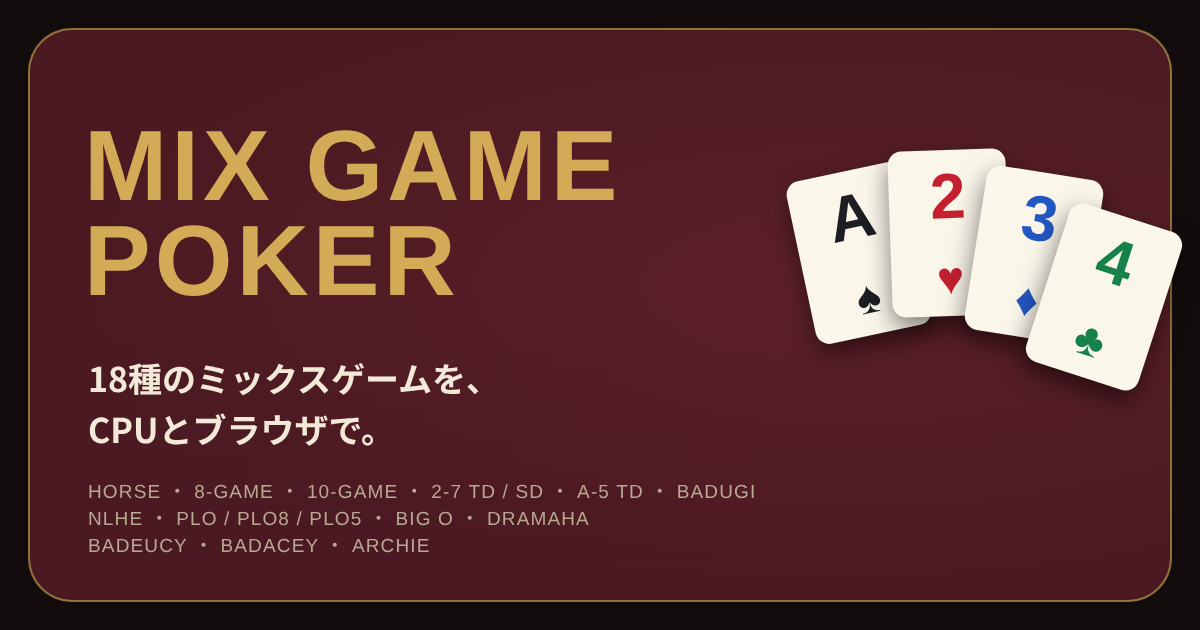 MIX GAME
POKER
A ♠
2 ♥
3 ♦
4 ♣
18種のミックスゲームを、
CPUとブラウザで。
HORSE ・ 8-GAME ・ 10-GAME ・ 2-7 TD / SD ・ A-5 TD ・ BADUGI
NLHE ・ PLO / PLO8 / PLO5 ・ BIG O ・ DRAMAHA
BADEUCY ・ BADACEY ・ ARCHIE